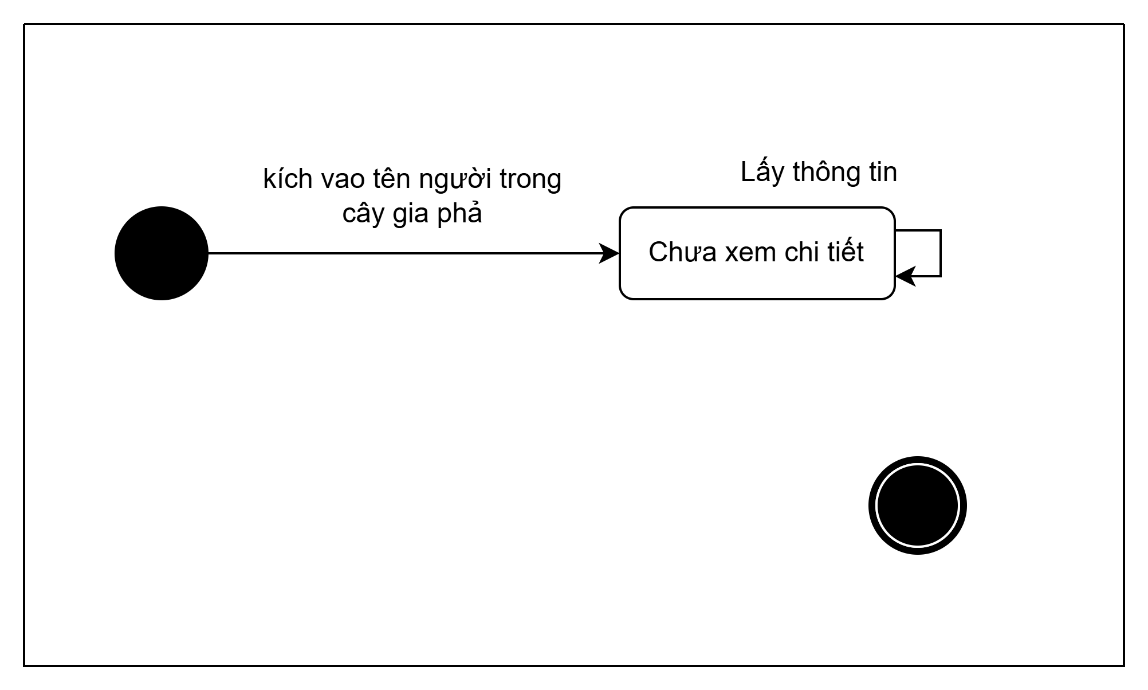 kích vao tên người trong
cây gia phả
Lấy thông tin
Chưa xem chi tiết